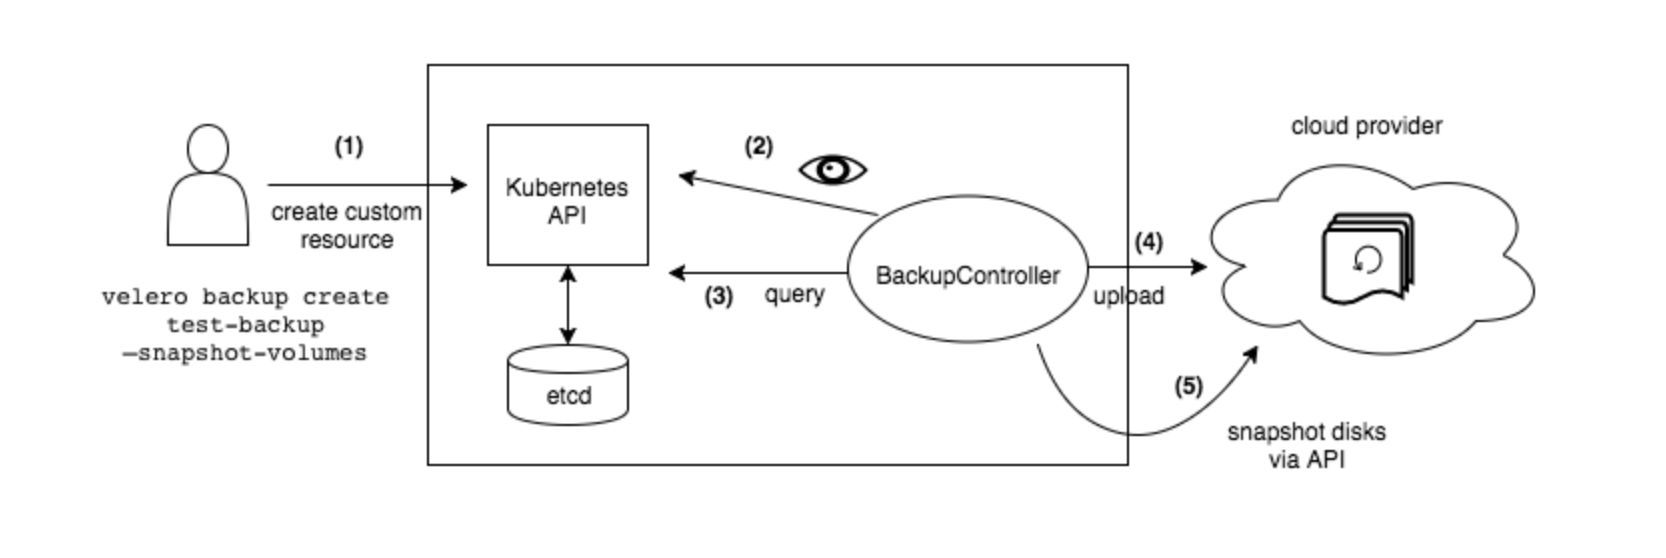 (1)
create custom
resource
velero backup create
test-backup
—snapshot-volumes
Kubernetes
API
etcd
(2)
(3)
query
BackupController
(4)
upload
(5)
cloud provider
snapshot disks
via API